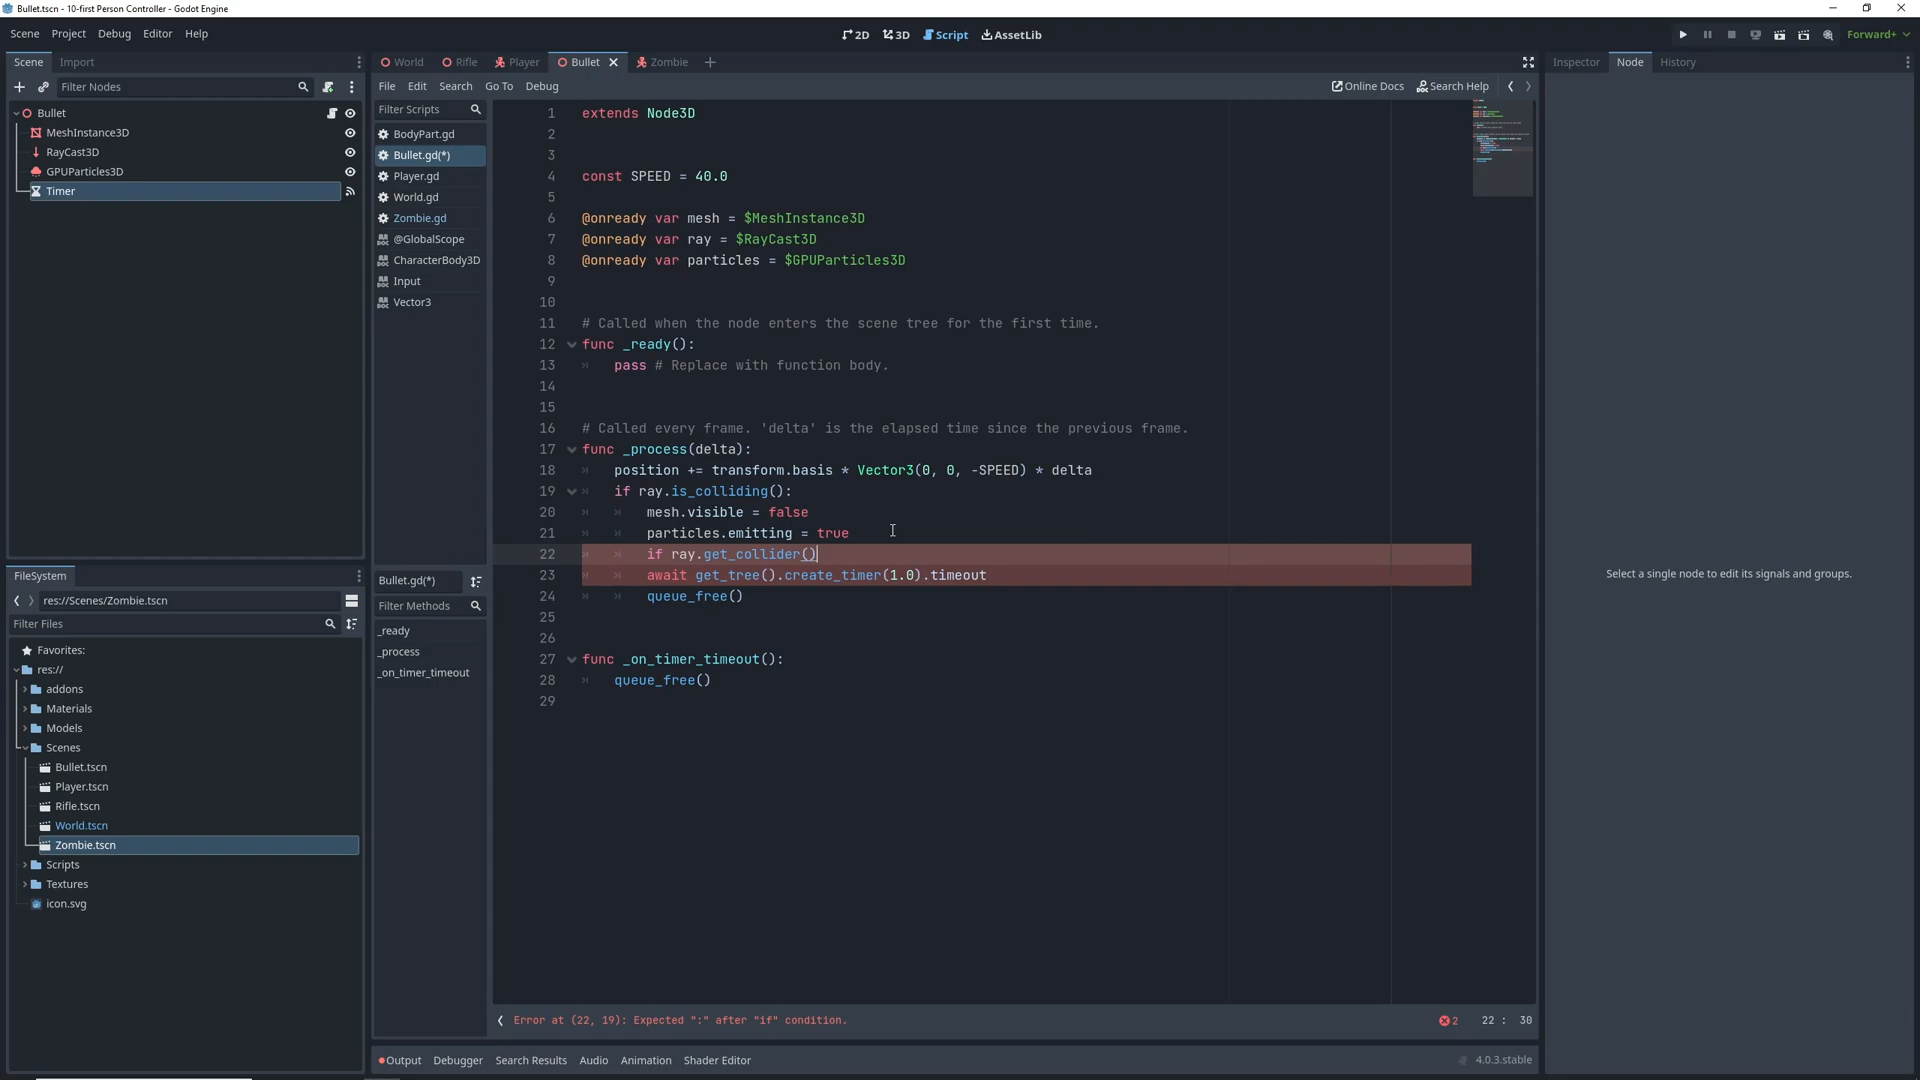 Bullet.tscn - 10-first Person Controller - Godot Engine
Scene Project Debug Editor Help
2D 3D Script AssetLib
Forward+
Scene Import
Filter Nodes
Bullet
MeshInstance3D
RayCast3D
GPUParticles3D
Timer
FileSystem
res://Scenes/Zombie.tscn
Filter Files
Favorites:
res://
addons
Materials
Models
Scenes
Bullet.tscn
Player.tscn
Rifle.tscn
World.tscn
Zombie.tscn
Scripts
Textures
icon.svg
World Rifle Player Bullet Zombie
File Edit Search Go To Debug
Online Docs Search Help
Filter Scripts
BodyPart.gd
Bullet.gd(*)
Player.gd
World.gd
Zombie.gd
@GlobalScope
CharacterBody3D
Input
Vector3
Bullet.gd(*)
Filter Methods
_ready
_process
_on_timer_timeout
1 extends Node3D
2
3
4 const SPEED = 40.0
5
6 @onready var mesh = $MeshInstance3D
7 @onready var ray = $RayCast3D
8 @onready var particles = $GPUParticles3D
9
10
11 # Called when the node enters the scene tree for the first time.
12 func _ready():
13 pass # Replace with function body.
14
15
16 # Called every frame. 'delta' is the elapsed time since the previous frame.
17 func _process(delta):
18 position += transform.basis * Vector3(0, 0, -SPEED) * delta
19 if ray.is_colliding():
20 mesh.visible = false
21 particles.emitting = true
22 if ray.get_collider()
23 await get_tree().create_timer(1.0).timeout
24 queue_free()
25
26
27 func _on_timer_timeout():
28 queue_free()
29
Error at (22, 19): Expected ":" after "if" condition.
2 22 : 30
Output Debugger Search Results Audio Animation Shader Editor
4.0.3.stable
Inspector Node History
Select a single node to edit its signals and groups.